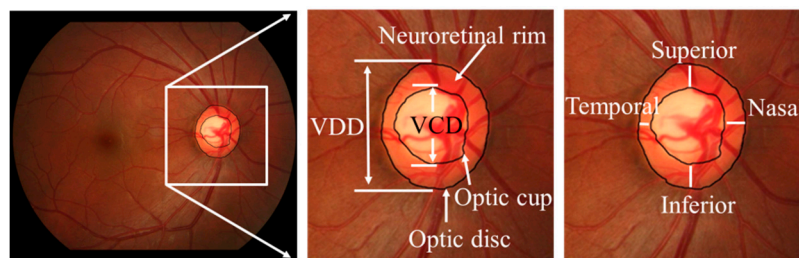 Neuroretinal rim
VDD
VCD
Optic cup
Optic disc
Superior
Temporal
Nasa
Inferior